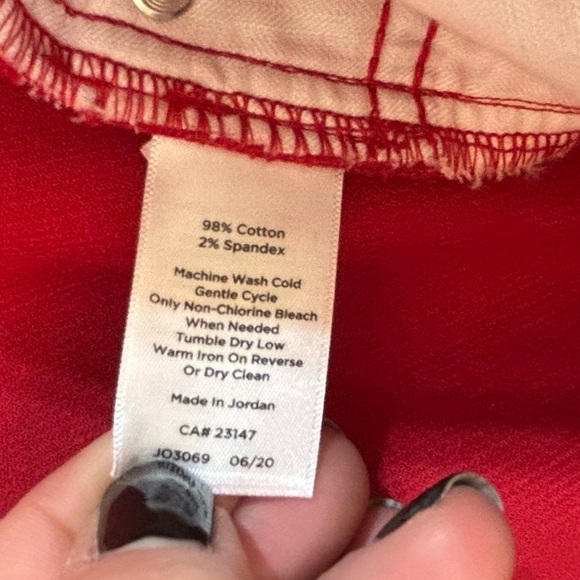 98% Cotton
2% Spandex
Machine Wash Cold
Gentle Cycle
Only Non-Chlorine Bleach
When Needed
Tumble Dry Low
Warm Iron On Reverse
Or Dry Clean
Made In Jordan
CA# 23147
JO3069 06/20